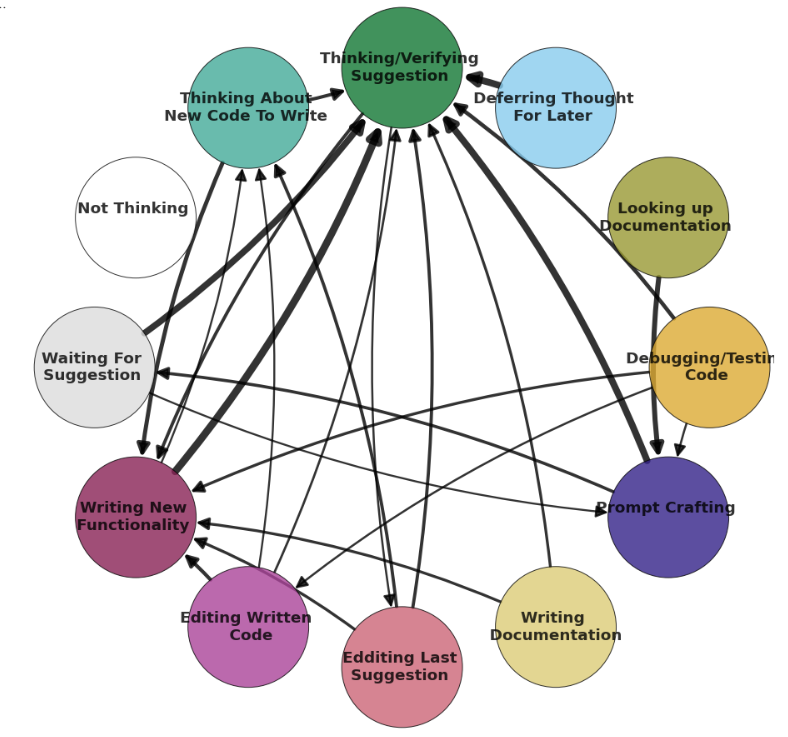 Thinking/Verifying
Suggestion
Thinking About
New Code To Write
Deferring Thought
For Later
Not Thinking
Looking up
Documentation
Waiting For
Suggestion
Debugging/Testin
Code
Writing New
Functionality
Prompt Crafting
Editing Written
Code
Writing
Documentation
Edditing Last
Suggestion